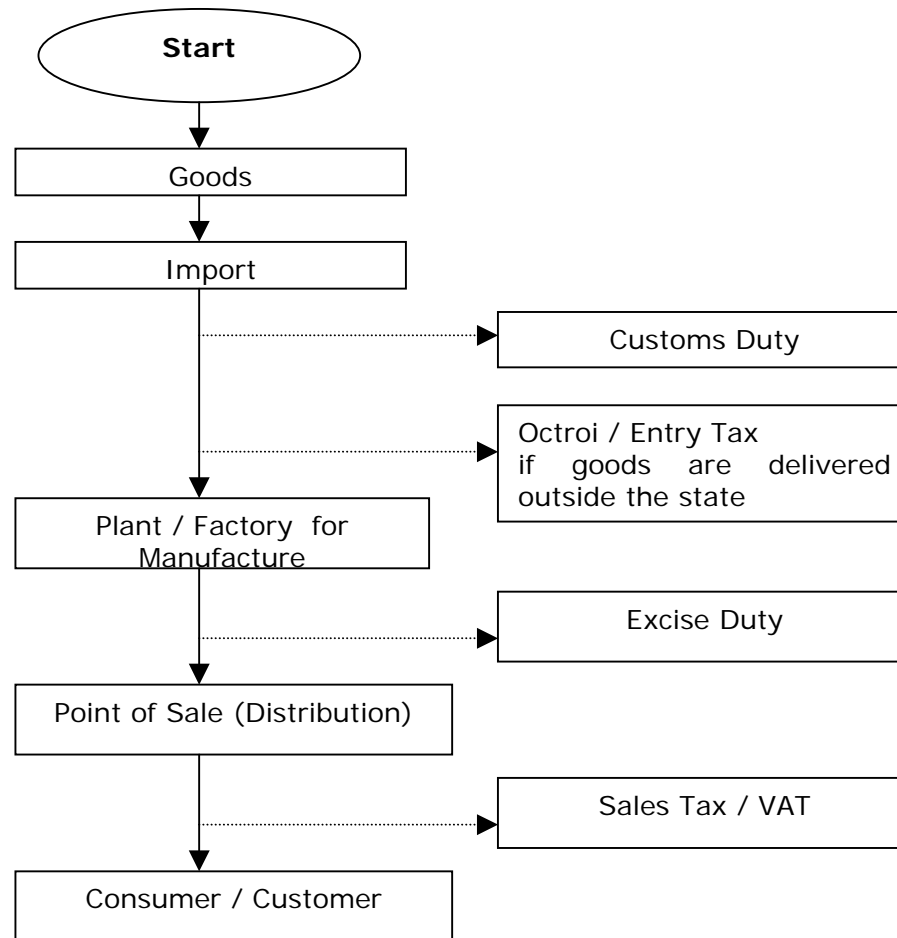 Start
Goods
Import
Customs Duty
Octroi / Entry Tax
if goods are delivered
outside the state
Plant / Factory for
Manufacture
Excise Duty
Point of Sale (Distribution)
Sales Tax / VAT
Consumer / Customer